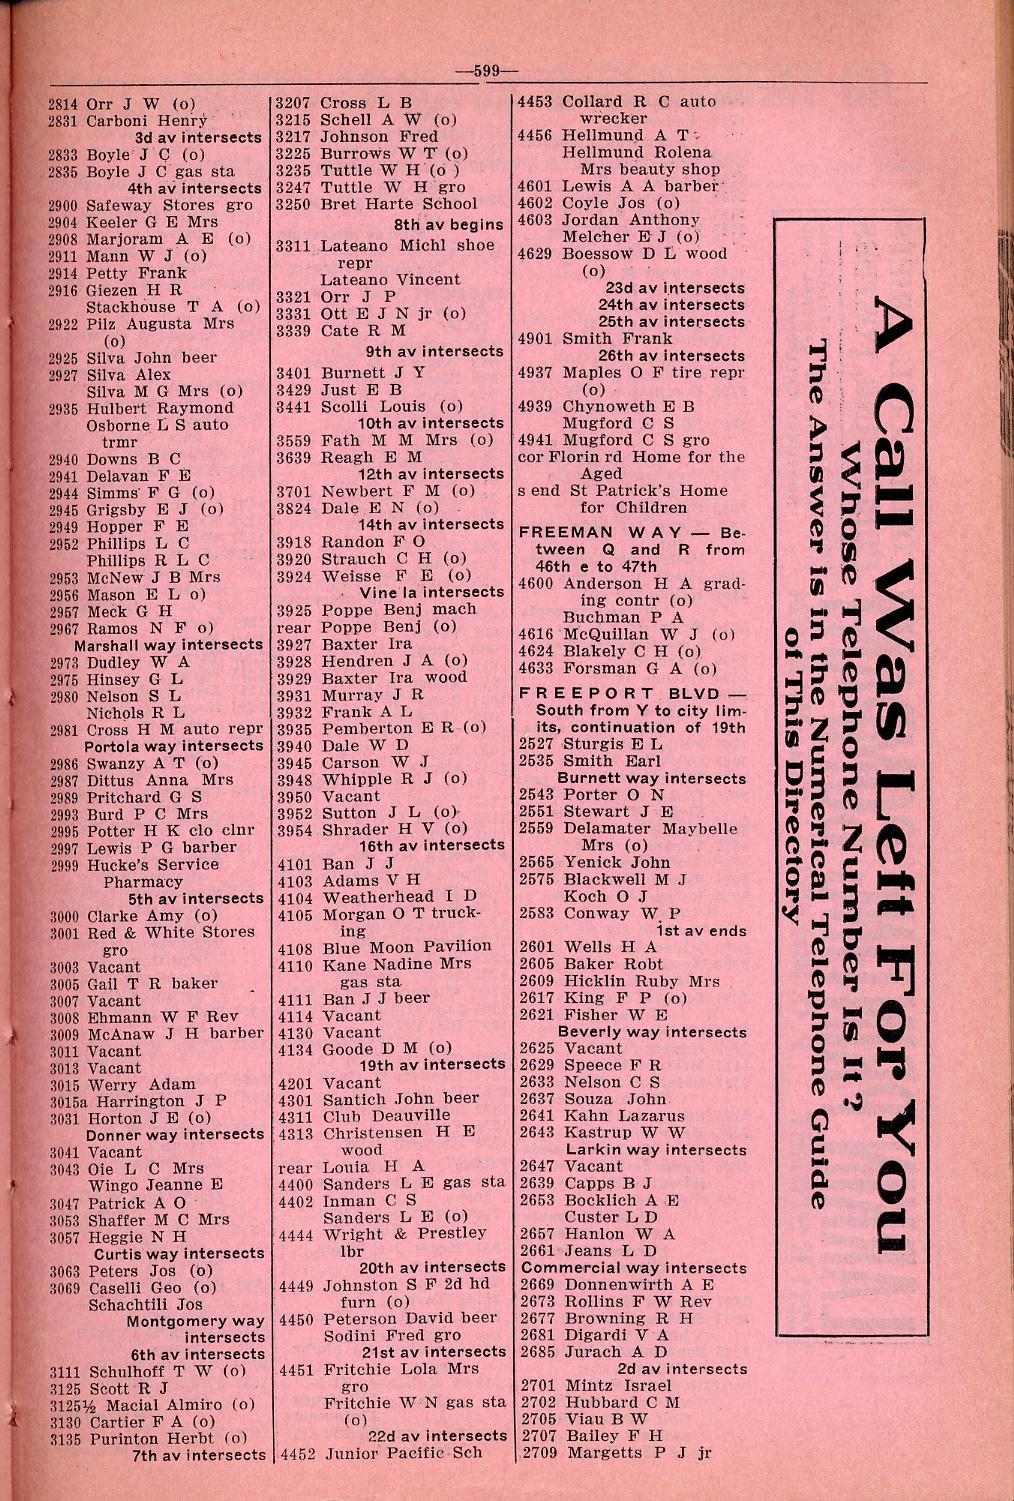 —599—
2814 Orr J W (o)
2831 Carboni Henry
3d av intersects
2833 Boyle J C (o)
2835 Boyle J C gas sta
4th av intersects
2900 Safeway Stores gro
2904 Keeler G E Mrs
2908 Marjoram A E (o)
2911 Mann W J (o)
2914 Petty Frank
2916 Giezen H R
Stackhouse T A (o)
2922 Pilz Augusta Mrs
(o)
2925 Silva John beer
2927 Silva Alex
Silva M G Mrs (o)
2935 Hulbert Raymond
Osborne L S auto
trmr
2940 Downs B C
2941 Delavan F E
2944 Simms F G (o)
2945 Grigsby E J (o)
2949 Hopper F E
2952 Phillips L C
Phillips R L C
2953 McNew J B Mrs
2956 Mason E L o)
2957 Meck G H
2967 Ramos N F o)
Marshall way intersects
2973 Dudley W A
2975 Hinsey G L
2980 Nelson S L
Nichols R L
2981 Cross H M auto repr
Portola way intersects
2986 Swanzy A T (o)
2987 Dittus Anna Mrs
2989 Pritchard G S
2993 Burd P C Mrs
2995 Potter H K clo clnr
2997 Lewis P G barber
2999 Hucke's Service
Pharmacy
5th av intersects
3000 Clarke Amy (o)
3001 Red & White Stores
gro
3003 Vacant
3005 Gail T R baker
3007 Vacant
3008 Ehmann W F Rev
3009 McAnaw J H barber
3011 Vacant
3013 Vacant
3015 Werry Adam
3015a Harrington J P
3031 Horton J E (o)
Donner way intersects
3041 Vacant
3043 Oie L C Mrs
Wingo Jeanne E
3047 Patrick A O
3053 Shaffer M C Mrs
3057 Heggie N H
Curtis way intersects
3063 Peters Jos (o)
3069 Caselli Geo (o)
Schachtili Jos
Montgomery way
intersects
6th av intersects
3111 Schulhoff T W (o)
3125 Scott R J
3125½ Macial Almiro (o)
3130 Cartier F A (o)
3135 Purinton Herbt (o)
7th av intersects
3207 Cross L B
3215 Schell A W (o)
3217 Johnson Fred
3225 Burrows W T (o)
3235 Tuttle W H (o )
3247 Tuttle W H gro
3250 Bret Harte School
8th av begins
3311 Lateano Michl shoe
repr
Lateano Vincent
3321 Orr J P
3331 Ott E J N jr (o)
3339 Cate R M
9th av intersects
3401 Burnett J Y
3429 Just E B
3441 Scolli Louis (o)
10th av intersects
3559 Fath M M Mrs (o)
3639 Reagh E M
12th av intersects
3701 Newbert F M (o)
3824 Dale E N (o)
14th av intersects
3918 Randon F O
3920 Strauch C H (o)
3924 Weisse F E (o)
Vine la intersects
3925 Poppe Benj mach
rear Poppe Benj (o)
3927 Baxter Ira
3928 Hendren J A (o)
3929 Baxter Ira wood
3931 Murray J R
3932 Frank A L
3935 Pemberton E R (o)
3940 Dale W D
3945 Carson W J
3948 Whipple R J (o)
3950 Vacant
3952 Sutton J L (o)
3954 Shrader H V (o)
16th av intersects
4101 Ban J J
4103 Adams V H
4104 Weatherhead I D
4105 Morgan O T truck-
ing
4108 Blue Moon Pavilion
4110 Kane Nadine Mrs
gas sta
4111 Ban J J beer
4114 Vacant
4130 Vacant
4134 Goode D M (o)
19th av intersects
4201 Vacant
4301 Santich John beer
4311 Club Deauville
4313 Christensen H E
wood
rear Louia H A
4400 Sanders L E gas sta
4402 Inman C S
Sanders L E (o)
4444 Wright & Prestley
lbr
20th av intersects
4449 Johnston S F 2d hd
furn (o)
4450 Peterson David beer
Sodini Fred gro
21st av intersects
4451 Fritchie Lola Mrs
gro
Fritchie W N gas sta
(o)
22d av intersects
4452 Junior Pacific Sch
4453 Collard R C auto
wrecker
4456 Hellmund A T
Hellmund Rolena
Mrs beauty shop
4601 Lewis A A barber
4602 Coyle Jos (o)
4603 Jordan Anthony
Melcher E J (o)
4629 Boessow D L wood
(o)
23d av intersects
24th av intersects
25th av intersects
4901 Smith Frank
26th av intersects
4937 Maples O F tire repr
(o)
4939 Chynoweth E B
Mugford C S
4941 Mugford C S gro
cor Florin rd Home for the
Aged
s end St Patrick's Home
for Children
FREEMAN WAY — Be-
tween Q and R from
46th e to 47th
4600 Anderson H A grad-
ing contr (o)
Buchman P A
4616 McQuillan W J (o)
4624 Blakely C H (o)
4633 Forsman G A (o)
FREEPORT BLVD —
South from Y to city lim-
its, continuation of 19th
2527 Sturgis E L
2535 Smith Earl
Burnett way intersects
2543 Porter O N
2551 Stewart J E
2559 Delamater Maybelle
Mrs (o)
2565 Yenick John
2575 Blackwell M J
Koch O J
2583 Conway W P
1st av ends
2601 Wells H A
2605 Baker Robt
2609 Hicklin Ruby Mrs
2617 King F P (o)
2621 Fisher W E
Beverly way intersects
2625 Vacant
2629 Speece F R
2633 Nelson C S
2637 Souza John
2641 Kahn Lazarus
2643 Kastrup W W
Larkin way intersects
2647 Vacant
2639 Capps B J
2653 Bocklich A E
Custer L D
2657 Hanlon W A
2661 Jeans L D
Commercial way intersects
2669 Donnenwirth A E
2673 Rollins F W Rev
2677 Browning R H
2681 Digardi V A
2685 Jurach A D
2d av intersects
2701 Mintz Israel
2702 Hubbard C M
2705 Viau B W
2707 Bailey F H
2709 Margetts P J jr
A Call Was Left For You
Whose Telephone Number Is It?
The Answer is in the Numerical Telephone Guide
of This Directory